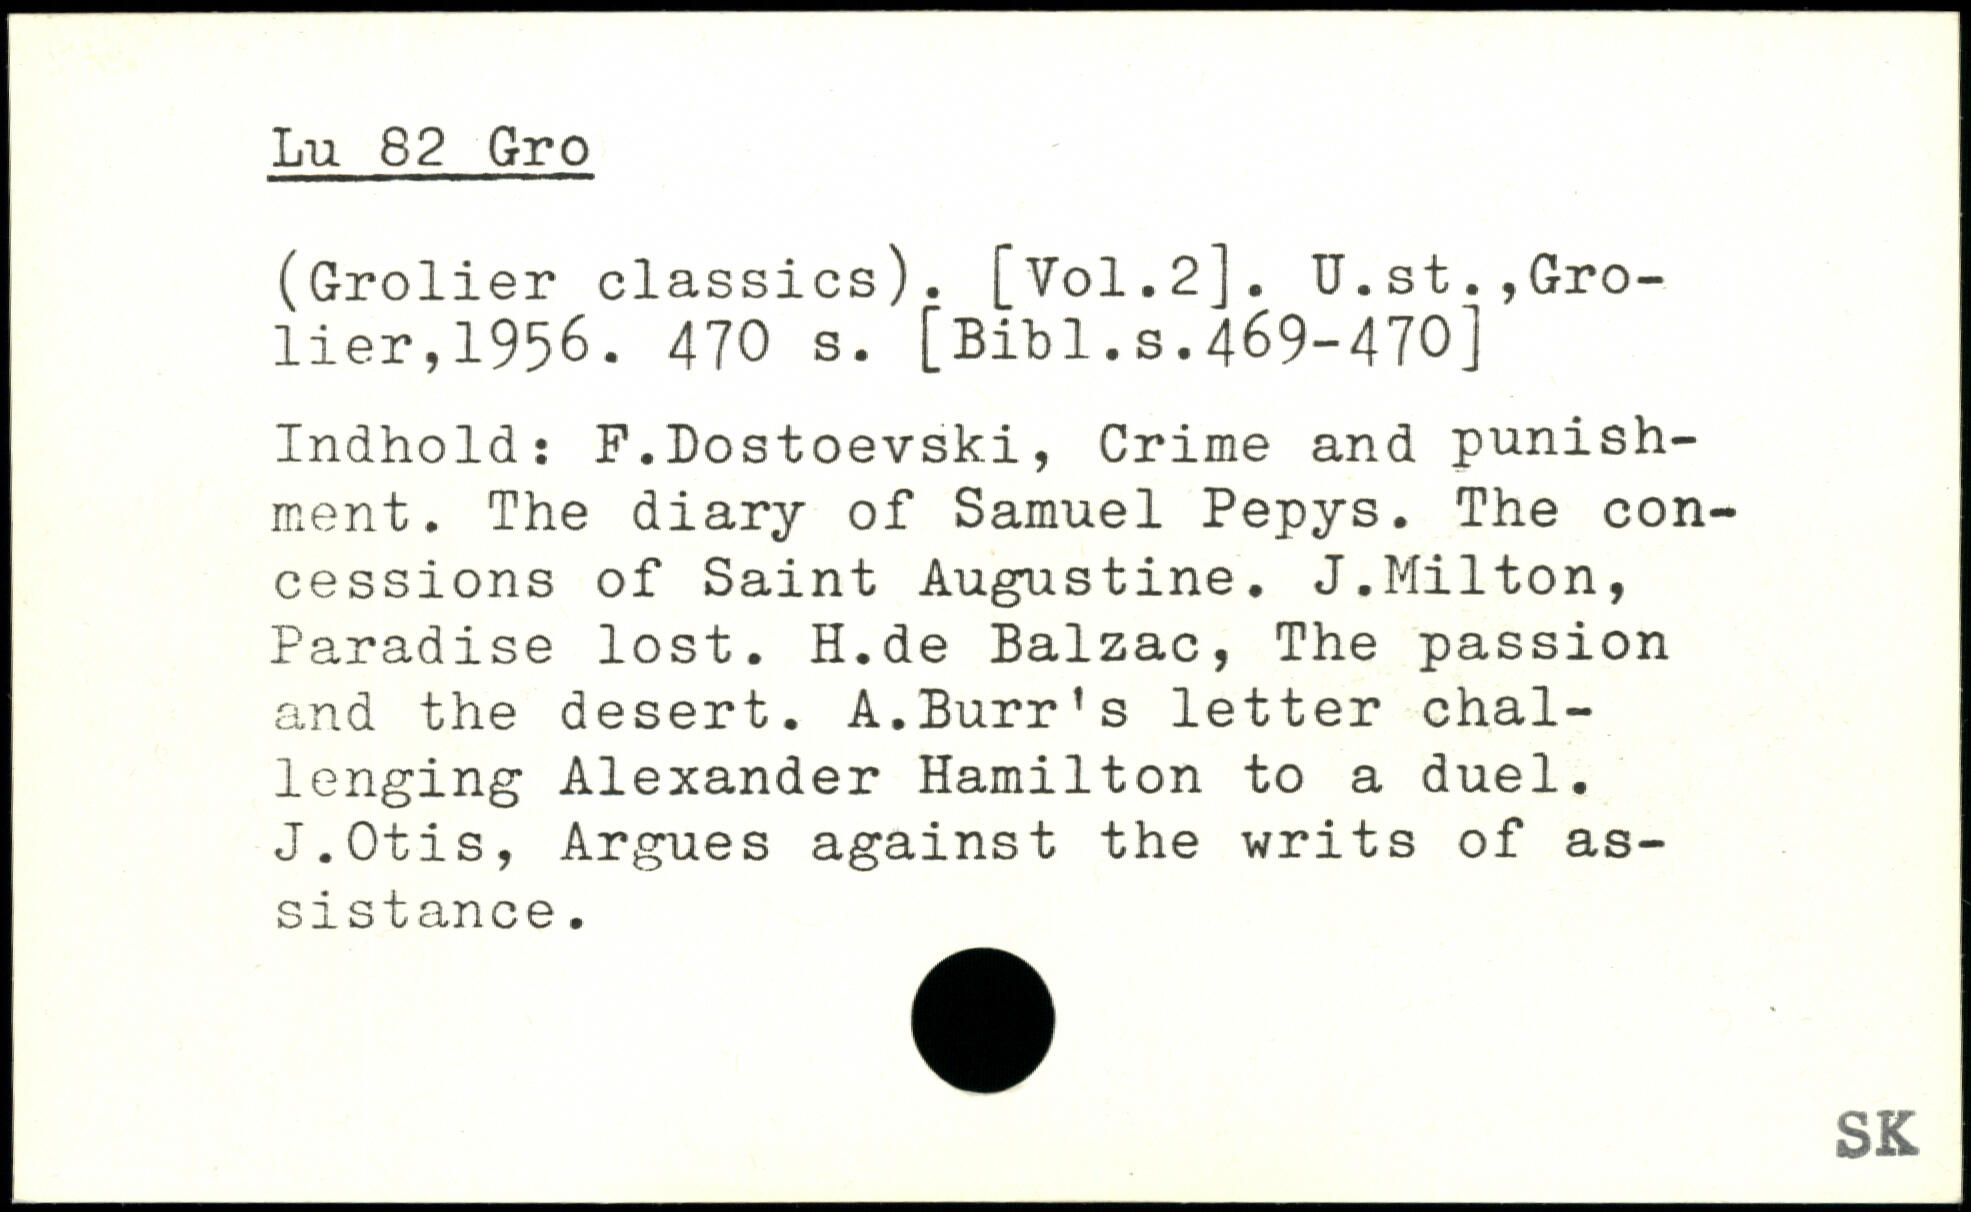 Lu 82 Gro
(Grolier classics). [Vol.2]. U.st.,Gro-
lier,1956. 470 s. [Bibl.s.469-470]
Indhold: F.Dostoevski, Crime and punish-
ment. The diary of Samuel Pepys. The con-
cessions of Saint Augustine. J.Milton,
Paradise lost. H.de Balzac, The passion
and the desert. A.Burr's letter chal-
lenging Alexander Hamilton to a duel.
J.Otis, Argues against the writs of as-
sistance.
SK